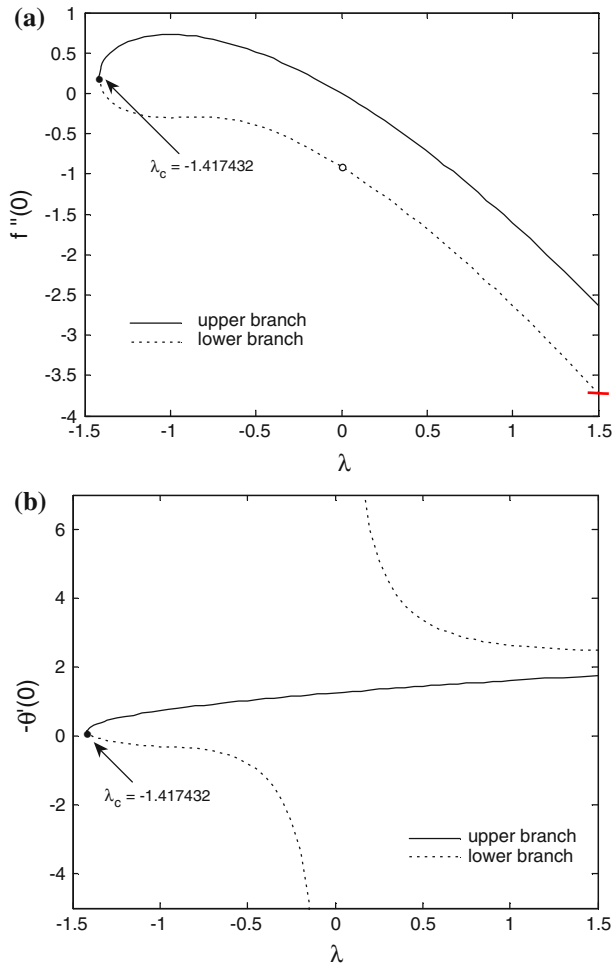 (a)
1
0.5
0
-0.5
-1
-1.5
-2
-2.5
-3
-3.5
-4
f "(0)
λc = -1.417432
upper branch
lower branch
-1.5 -1 -0.5 0 0.5 1 1.5
λ
(b)
6
4
2
0
-2
-4
-θ'(0)
λc = -1.417432
upper branch
lower branch
-1.5 -1 -0.5 0 0.5 1 1.5
λ